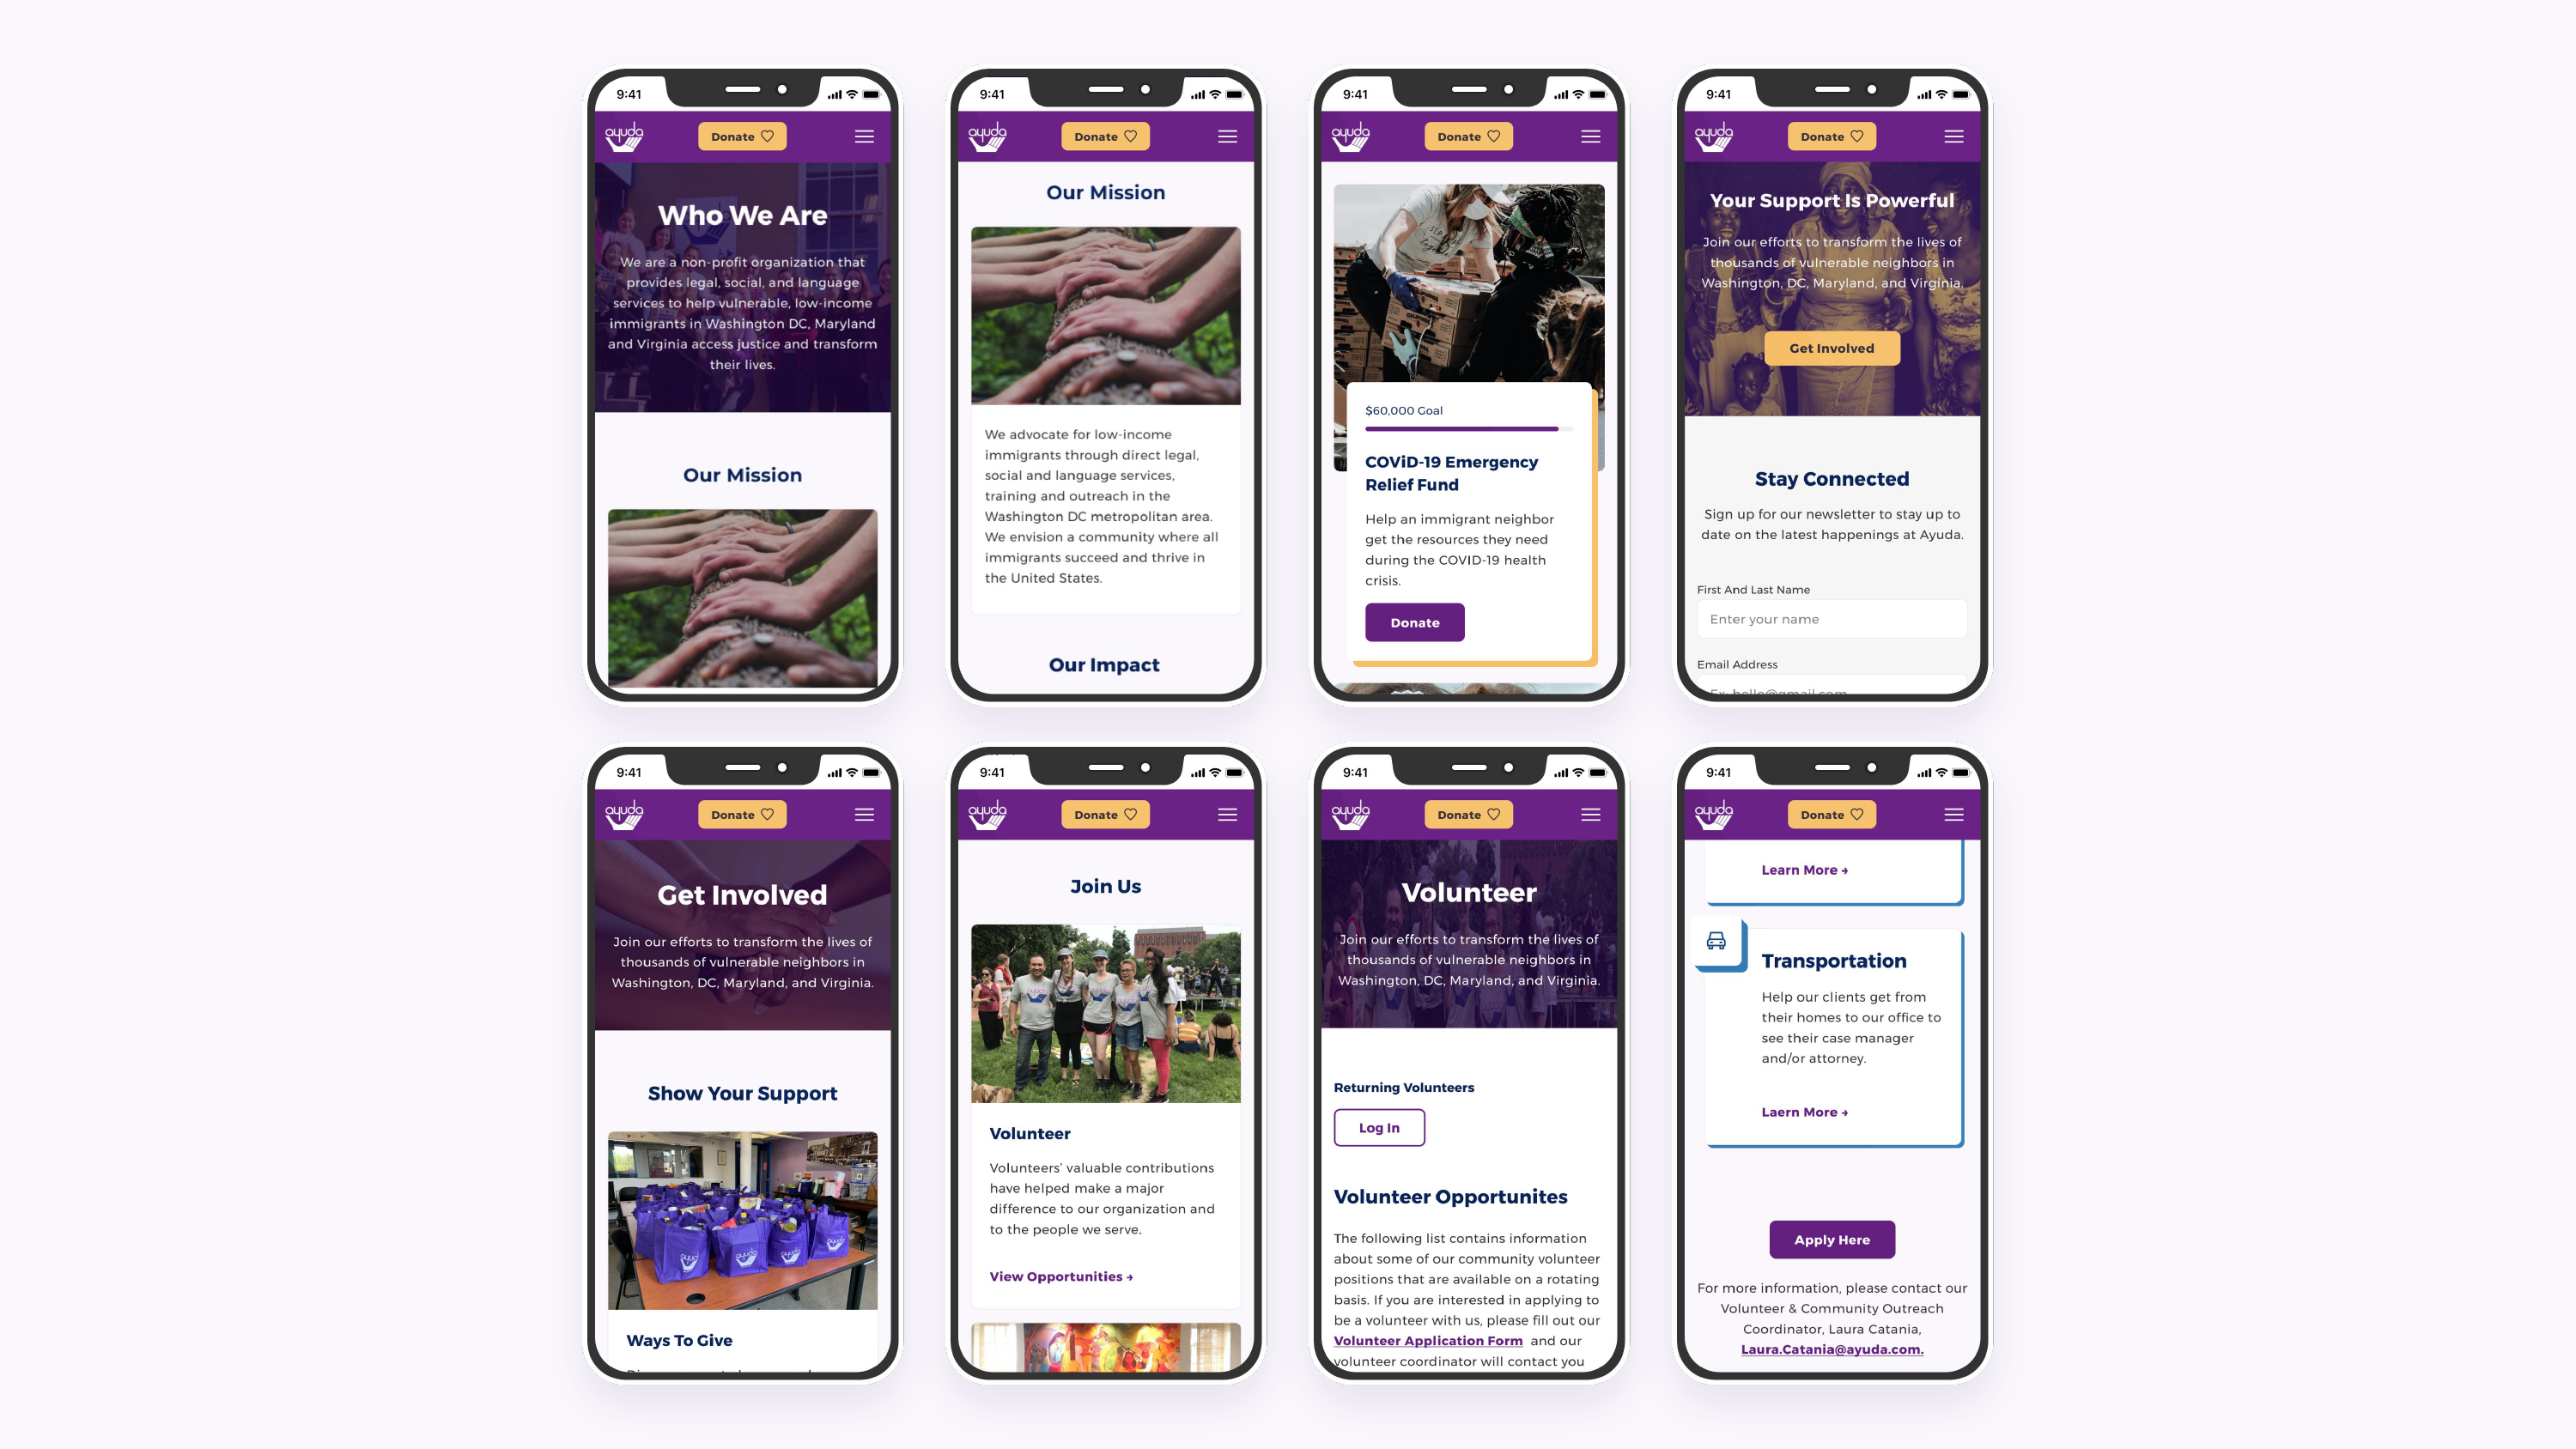 9:41
ayuda
Donate
Who We Are
We are a non-profit organization that
provides legal, social, and language
services to help vulnerable, low-income
immigrants in Washington DC, Maryland
and Virginia access justice and transform
their lives.
Our Mission
9:41
ayuda
Donate
Our Mission
We advocate for low-income
immigrants through direct legal,
social and language services,
training and outreach in the
Washington DC metropolitan area.
We envision a community where all
immigrants succeed and thrive in
the United States.
Our Impact
9:41
ayuda
Donate
$60,000 Goal
COViD-19 Emergency
Relief Fund
Help an immigrant neighbor
get the resources they need
during the COVID-19 health
crisis.
Donate
9:41
ayuda
Donate
Your Support Is Powerful
Join our efforts to transform the lives of
thousands of vulnerable neighbors in
Washington, DC, Maryland, and Virginia.
Get Involved
Stay Connected
Sign up for our newsletter to stay up to
date on the latest happenings at Ayuda.
First And Last Name
Enter your name
Email Address
Ex: hello@gmail.com
9:41
ayuda
Donate
Get Involved
Join our efforts to transform the lives of
thousands of vulnerable neighbors in
Washington, DC, Maryland, and Virginia.
Show Your Support
ayuda
ayuda
ayuda
ayuda
Ways To Give
9:41
ayuda
Donate
Join Us
Volunteer
Volunteers' valuable contributions
have helped make a major
difference to our organization and
to the people we serve.
View Opportunities →
9:41
ayuda
Donate
Volunteer
Join our efforts to transform the lives of
thousands of vulnerable neighbors in
Washington, DC, Maryland, and Virginia.
Returning Volunteers
Log In
Volunteer Opportunites
The following list contains information
about some of our community volunteer
positions that are available on a rotating
basis. If you are interested in applying to
be a volunteer with us, please fill out our
Volunteer Application Form and our
volunteer coordinator will contact you
9:41
ayuda
Donate
Learn More →
Transportation
Help our clients get from
their homes to our office to
see their case manager
and/or attorney.
Laern More →
Apply Here
For more information, please contact our
Volunteer & Community Outreach
Coordinator, Laura Catania,
Laura.Catania@ayuda.com.